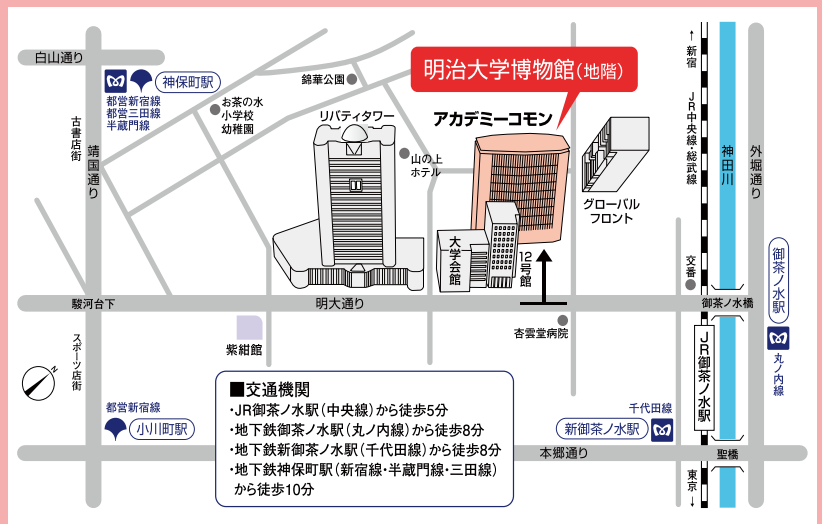 白山通り
神保町駅
都営新宿線
都営三田線
半蔵門線
古書店街
靖国通り
錦華公園
お茶の水
小学校
幼稚園
リバティタワー
山の上
ホテル
明治大学博物館(地階)
アカデミーコモン
グローバル
フロント
大学会館
12号館
↑新宿
JR中央線・総武線
神田川
外堀通り
交番
御茶ノ水駅
丸ノ内線
駿河台下
明大通り
御茶ノ水橋
紫紺館
杏雲堂病院
スポーツ店街
N
都営新宿線
小川町駅
■交通機関
・JR御茶ノ水駅(中央線)から徒歩5分
・地下鉄御茶ノ水駅(丸ノ内線)から徒歩8分
・地下鉄新御茶ノ水駅(千代田線)から徒歩8分
・地下鉄神保町駅(新宿線・半蔵門線・三田線)
から徒歩10分
千代田線
新御茶ノ水駅
JR御茶ノ水駅
本郷通り
聖橋
東京↓